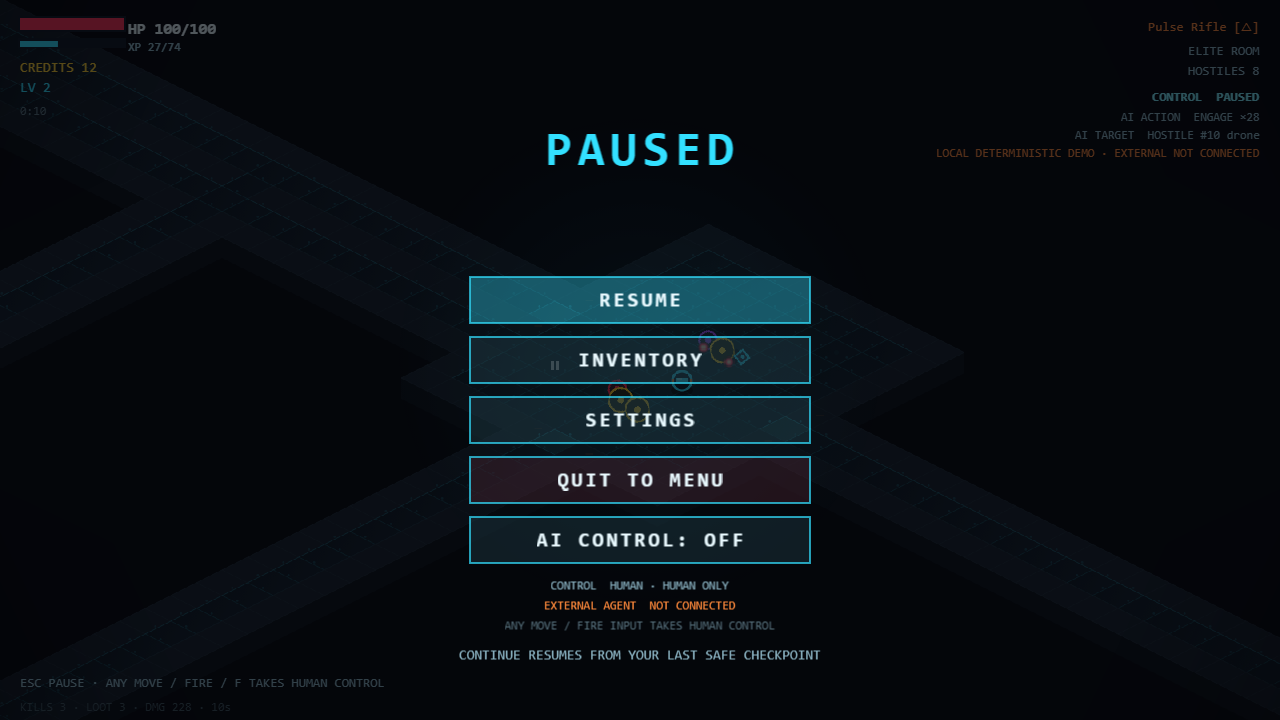 HP 100/100
XP 27/74
CREDITS 12
LV 2
0:10
Pulse Rifle [△]
ELITE ROOM
HOSTILES 8
CONTROL PAUSED
AI ACTION ENGAGE ×28
AI TARGET HOSTILE #10 drone
LOCAL DETERMINISTIC DEMO · EXTERNAL NOT CONNECTED
PAUSED
RESUME
INVENTORY
SETTINGS
QUIT TO MENU
AI CONTROL: OFF
CONTROL HUMAN · HUMAN ONLY
EXTERNAL AGENT NOT CONNECTED
ANY MOVE / FIRE INPUT TAKES HUMAN CONTROL
CONTINUE RESUMES FROM YOUR LAST SAFE CHECKPOINT
ESC PAUSE · ANY MOVE / FIRE / F TAKES HUMAN CONTROL
KILLS 3 · LOOT 3 · DMG 228 · 10s